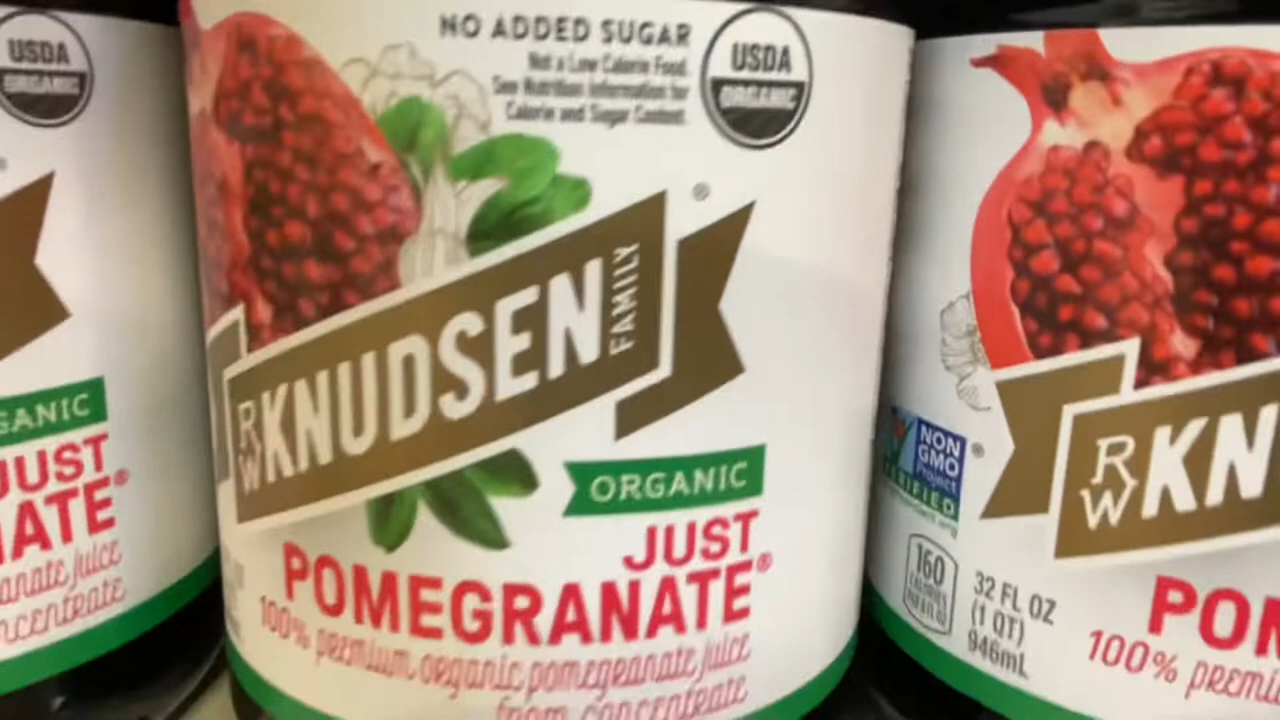 USDA
ORGANIC
GANIC
JUST
NATE®
anate juice
ncentrate
NO ADDED SUGAR
Not a Low Calorie Food.
See Nutrition Information for
Calorie and Sugar Content.
USDA
ORGANIC
®
RW KNUDSEN FAMILY
ORGANIC
JUST
POMEGRANATE®
100% premium organic pomegranate juice
from concentrate
NON
GMO
Project
VERIFIED
®
RW KN
160
CALORIES
32 FL OZ
(1 QT)
946mL
POM
100% premi